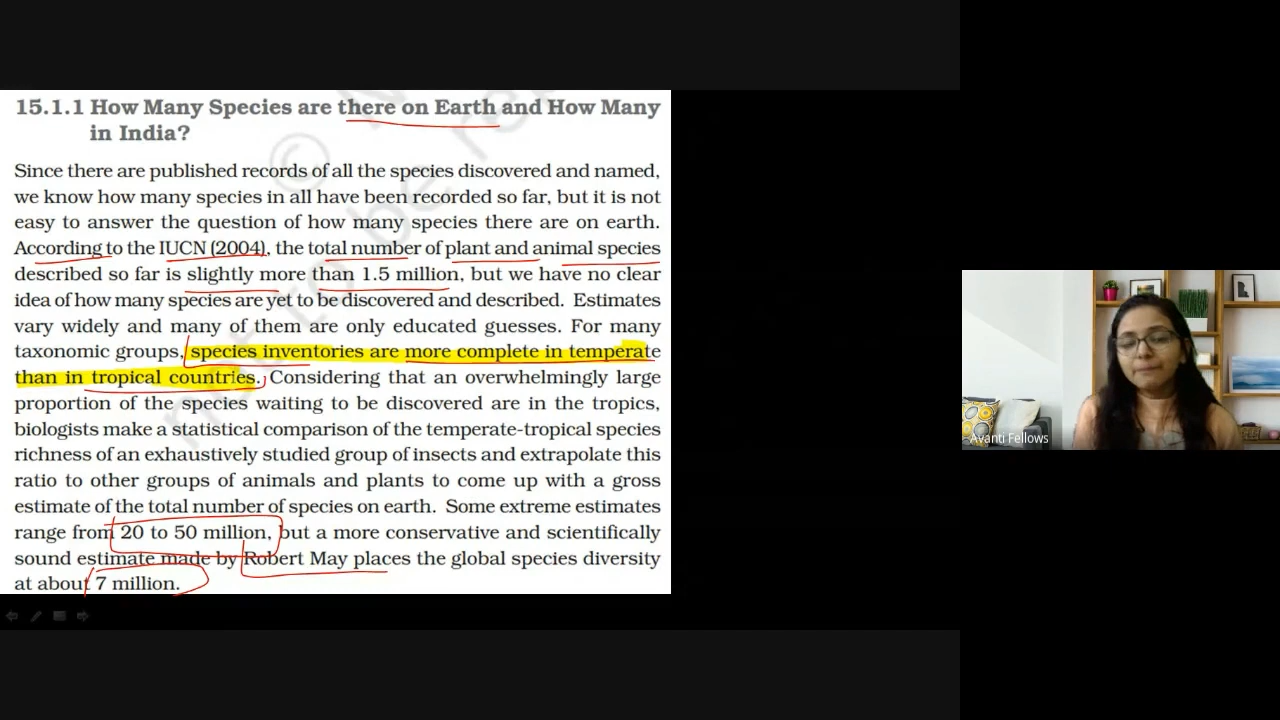 15.1.1 How Many Species are there on Earth and How Many
in India?
Since there are published records of all the species discovered and named,
we know how many species in all have been recorded so far, but it is not
easy to answer the question of how many species there are on earth.
According to the IUCN (2004), the total number of plant and animal species
described so far is slightly more than 1.5 million, but we have no clear
idea of how many species are yet to be discovered and described. Estimates
vary widely and many of them are only educated guesses. For many
taxonomic groups, species inventories are more complete in temperate
than in tropical countries. Considering that an overwhelmingly large
proportion of the species waiting to be discovered are in the tropics,
biologists make a statistical comparison of the temperate-tropical species
richness of an exhaustively studied group of insects and extrapolate this
ratio to other groups of animals and plants to come up with a gross
estimate of the total number of species on earth. Some extreme estimates
range from 20 to 50 million, but a more conservative and scientifically
sound estimate made by Robert May places the global species diversity
at about 7 million.
Avanti Fellows